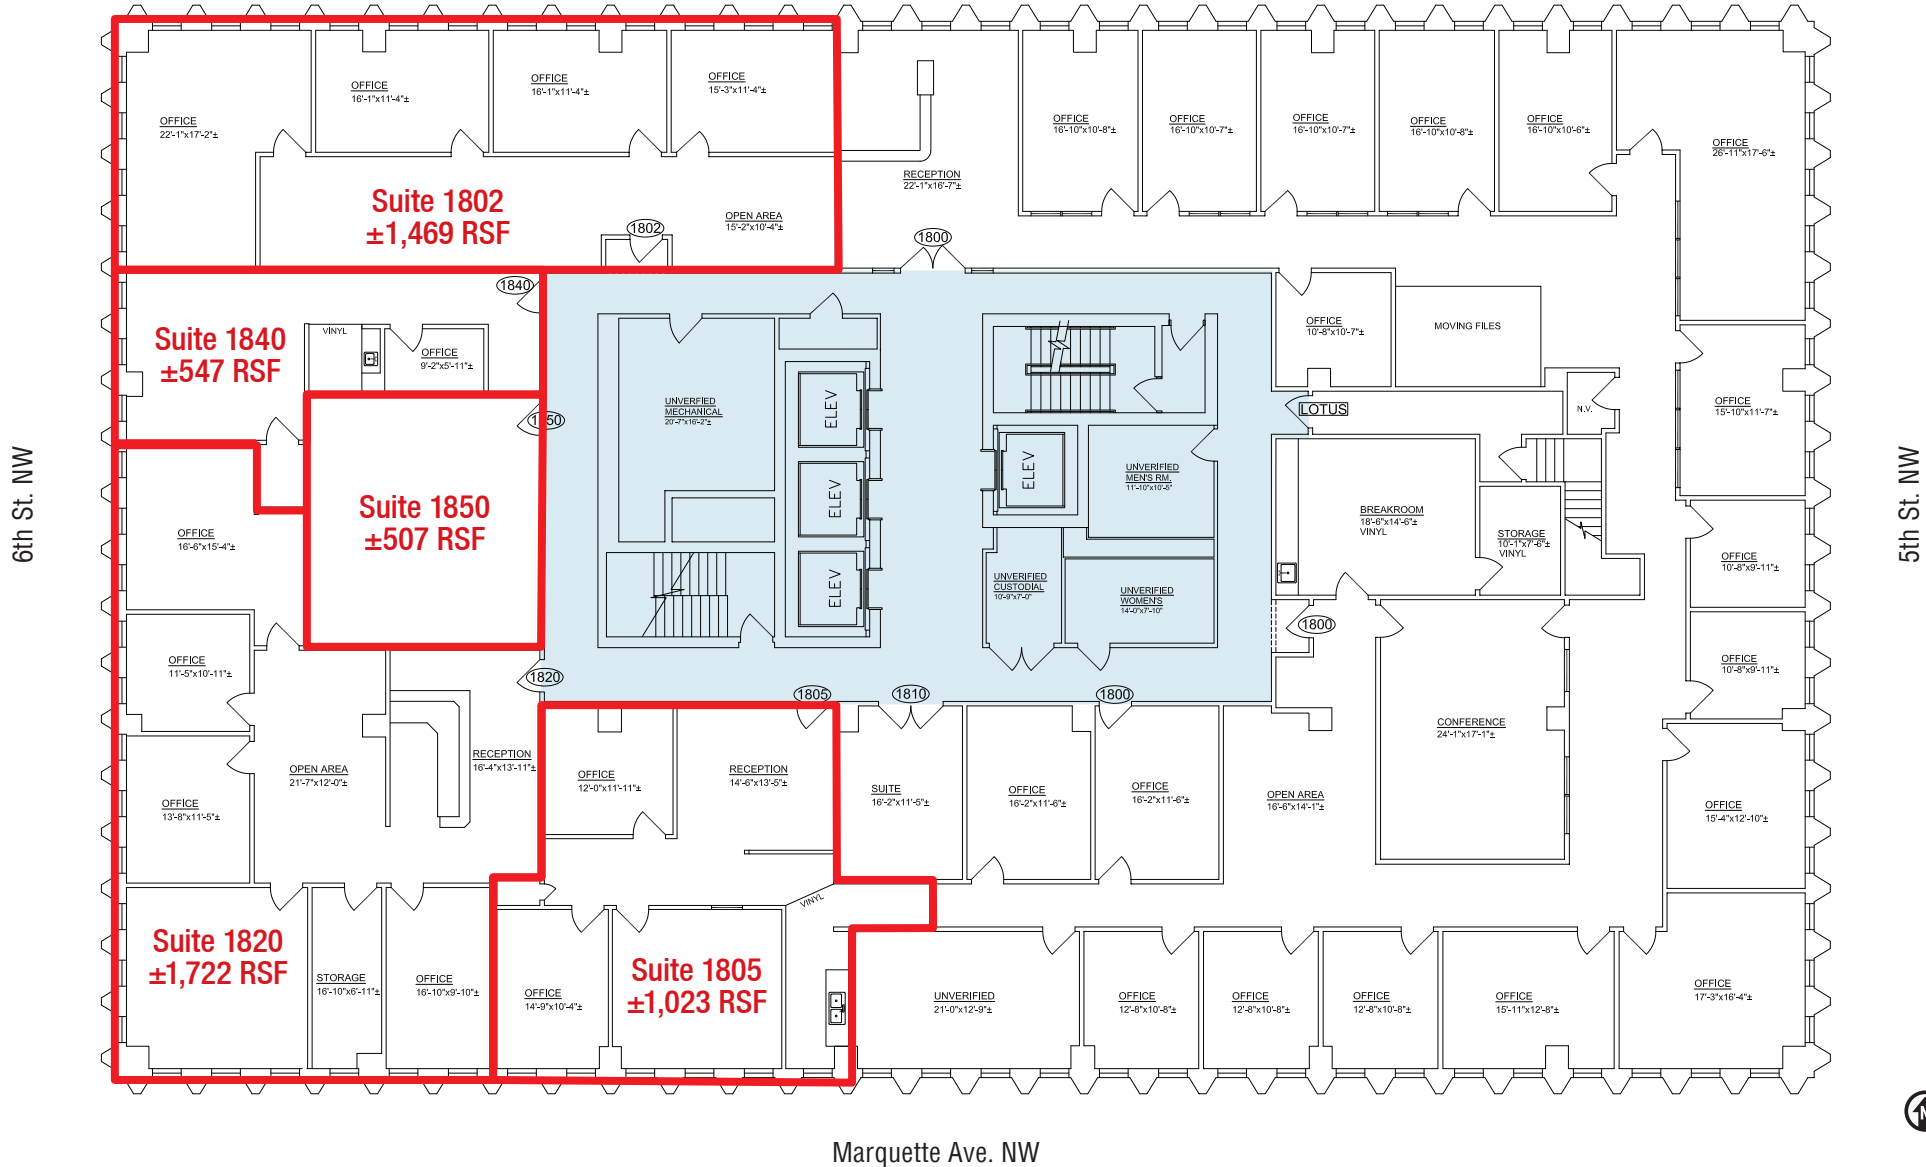 OFFICE
22'-1"x17'-2"±
OFFICE
16'-1"x11'-4"±
OFFICE
16'-1"x11'-4"±
OFFICE
15'-3"x11'-4"±
Suite 1802
±1,469 RSF
OPEN AREA
15'-2"x10'-4"±
1802
RECEPTION
22'-1"x16'-7"±
1800
OFFICE
16'-10"x10'-8"±
OFFICE
16'-10"x10'-7"±
OFFICE
16'-10"x10'-7"±
OFFICE
16'-10"x10'-8"±
OFFICE
16'-10"x10'-6"±
OFFICE
26'-11"x17'-6"±
1840
Suite 1840
±547 RSF
VINYL
OFFICE
9'-2"x5'-11"±
OFFICE
10'-8"x10'-7"±
MOVING FILES
UNVERFIED
MECHANICAL
20'-7"x16'-2"±
ELEV
ELEV
ELEV
ELEV
LOTUS
N.V.
OFFICE
15'-10"x11'-7"±
Suite 1850
±507 RSF
UNVERIFIED
MEN'S RM.
11'-10"x10'-5"
BREAKROOM
18'-6"x14'-6"±
VINYL
STORAGE
10'-1"x7'-6"±
VINYL
6th St. NW
5th St. NW
OFFICE
16'-6"x15'-4"±
OFFICE
10'-8"x9'-11"±
UNVERIFIED
CUSTODIAL
10'-9"x7'-0"
UNVERIFIED
WOMEN'S
14'-0"x7'-10"
1800
OFFICE
11'-5"x10'-11"±
OFFICE
10'-8"x9'-11"±
1820
1805
1810
1800
OPEN AREA
21'-7"x12'-0"±
RECEPTION
16'-4"x13'-11"±
OFFICE
12'-0"x11'-11"±
RECEPTION
14'-6"x13'-5"±
SUITE
16'-2"x11'-5"±
OFFICE
16'-2"x11'-6"±
OFFICE
16'-2"x11'-6"±
OPEN AREA
16'-6"x14'-1"±
CONFERENCE
24'-1"x17'-1"±
OFFICE
13'-8"x11'-5"±
OFFICE
15'-4"x12'-10"±
VINYL
Suite 1820
±1,722 RSF
STORAGE
16'-10"x6'-11"±
OFFICE
16'-10"x9'-10"±
OFFICE
14'-9"x10'-4"±
Suite 1805
±1,023 RSF
UNVERIFIED
21'-0"x12'-9"±
OFFICE
12'-8"x10'-8"±
OFFICE
12'-8"x10'-8"±
OFFICE
12'-8"x10'-8"±
OFFICE
15'-11"x12'-8"±
OFFICE
17'-3"x16'-4"±
Marquette Ave. NW